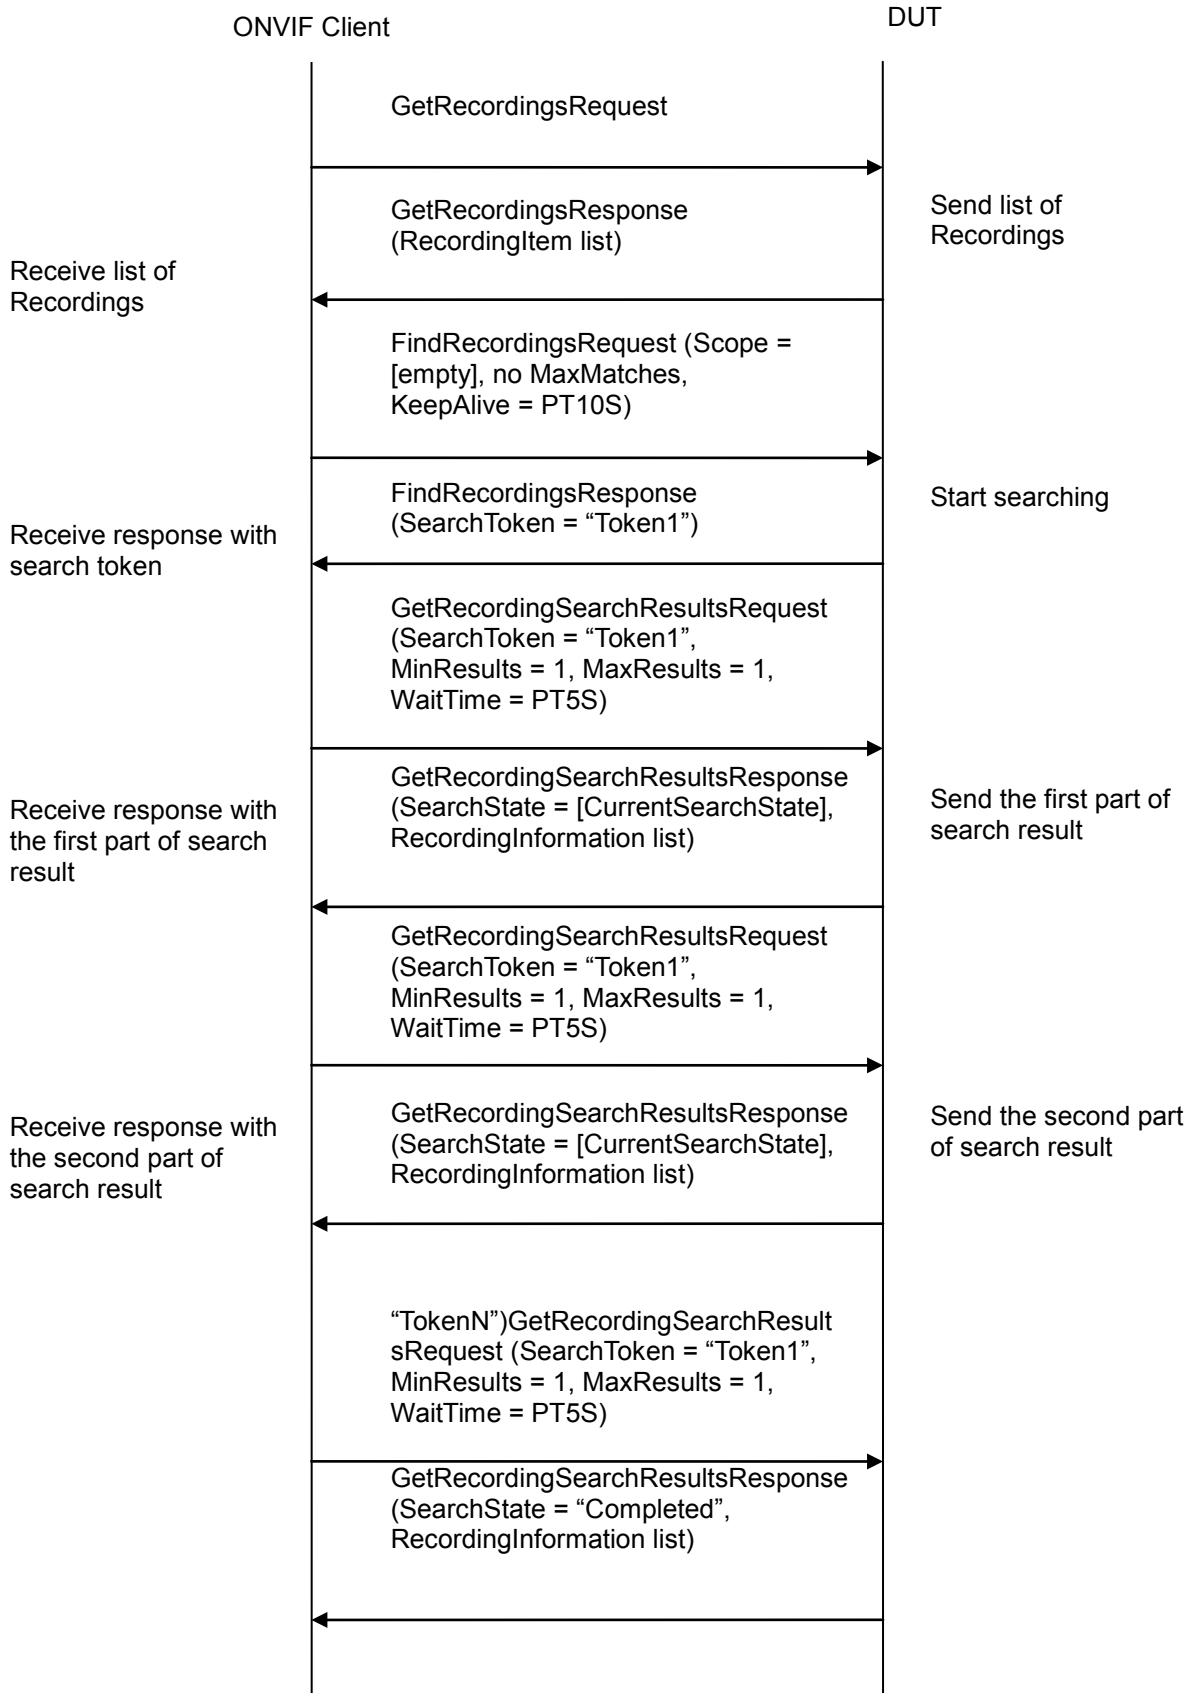 ONVIF Client
DUT
GetRecordingsRequest
GetRecordingsResponse
(RecordingItem list)
Send list of
Recordings
Receive list of
Recordings
FindRecordingsRequest (Scope =
[empty], no MaxMatches,
KeepAlive = PT10S)
FindRecordingsResponse
(SearchToken = “Token1”)
Start searching
Receive response with
search token
GetRecordingSearchResultsRequest
(SearchToken = “Token1”,
MinResults = 1, MaxResults = 1,
WaitTime = PT5S)
GetRecordingSearchResultsResponse
(SearchState = [CurrentSearchState],
RecordingInformation list)
Send the first part of
search result
Receive response with
the first part of search
result
GetRecordingSearchResultsRequest
(SearchToken = “Token1”,
MinResults = 1, MaxResults = 1,
WaitTime = PT5S)
GetRecordingSearchResultsResponse
(SearchState = [CurrentSearchState],
RecordingInformation list)
Send the second part
of search result
Receive response with
the second part of
search result
“TokenN”)GetRecordingSearchResult
sRequest (SearchToken = “Token1”,
MinResults = 1, MaxResults = 1,
WaitTime = PT5S)
GetRecordingSearchResultsResponse
(SearchState = “Completed”,
RecordingInformation list)